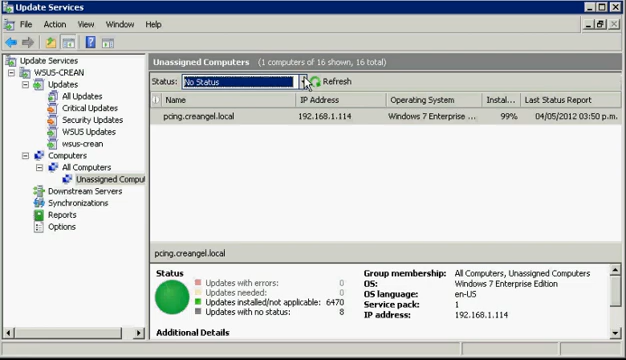 Update Services
File Action View Window Help
Update Services
WSUS-CREAN
Updates
All Updates
Critical Updates
Security Updates
WSUS Updates
wsus-crean
Computers
All Computers
Unassigned Comput
Downstream Servers
Synchronizations
Reports
Options
Unassigned Computers (1 computers of 16 shown, 16 total)
Status: No Status Refresh
Name IP Address Operating System Instal... Last Status Report
pcing.creangel.local 192.168.1.114 Windows 7 Enterprise ... 99% 04/05/2012 03:50 p.m.
pcing.creangel.local
Status
Updates with errors: 0
Updates needed: 0
Updates installed/not applicable: 6470
Updates with no status: 8
Group membership: All Computers, Unassigned Computers
OS: Windows 7 Enterprise Edition
OS language: en-US
Service pack: 1
IP address: 192.168.1.114
Additional Details